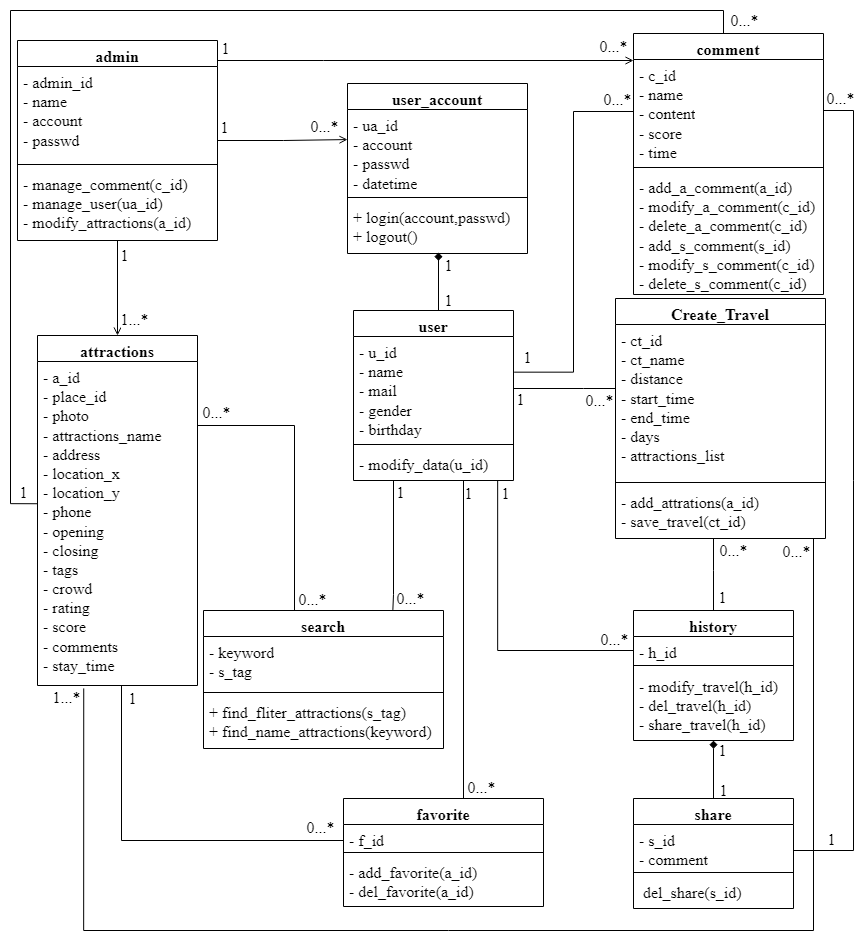 0...*
admin
- admin_id
- name
- account
- passwd
- manage_comment(c_id)
- manage_user(ua_id)
- modify_attractions(a_id)
1
0...*
1
0...*
1
1...*
user_account
- ua_id
- account
- passwd
- datetime
+ login(account,passwd)
+ logout()
1
1
comment
- c_id
- name
- content
- score
- time
- add_a_comment(a_id)
- modify_a_comment(c_id)
- delete_a_comment(c_id)
- add_s_comment(s_id)
- modify_s_comment(c_id)
- delete_s_comment(c_id)
0...*
0...*
user
- u_id
- name
- mail
- gender
- birthday
- modify_data(u_id)
1
1
0...*
1
1
1
Create_Travel
- ct_id
- ct_name
- distance
- start_time
- end_time
- days
- attractions_list
- add_attrations(a_id)
- save_travel(ct_id)
0...*
0...*
1
attractions
- a_id
- place_id
- photo
- attractions_name
- address
- location_x
- location_y
- phone
- opening
- closing
- tags
- crowd
- rating
- score
- comments
- stay_time
0...*
1
1...*
1
0...*
0...*
search
- keyword
- s_tag
+ find_fliter_attractions(s_tag)
+ find_name_attractions(keyword)
0...*
history
- h_id
- modify_travel(h_id)
- del_travel(h_id)
- share_travel(h_id)
1
1
0...*
0...*
favorite
- f_id
- add_favorite(a_id)
- del_favorite(a_id)
share
- s_id
- comment
del_share(s_id)
1